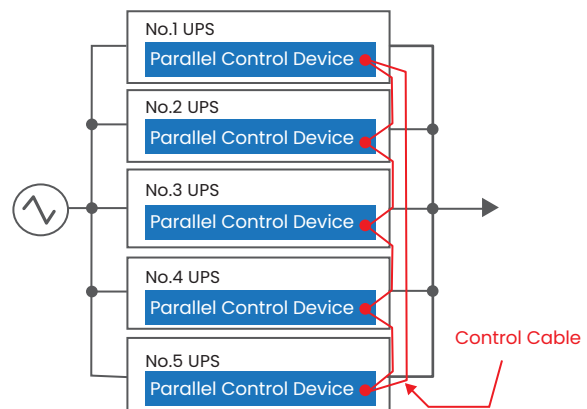 No.1 UPS
Parallel Control Device
No.2 UPS
Parallel Control Device
No.3 UPS
Parallel Control Device
No.4 UPS
Parallel Control Device
Control Cable
No.5 UPS
Parallel Control Device